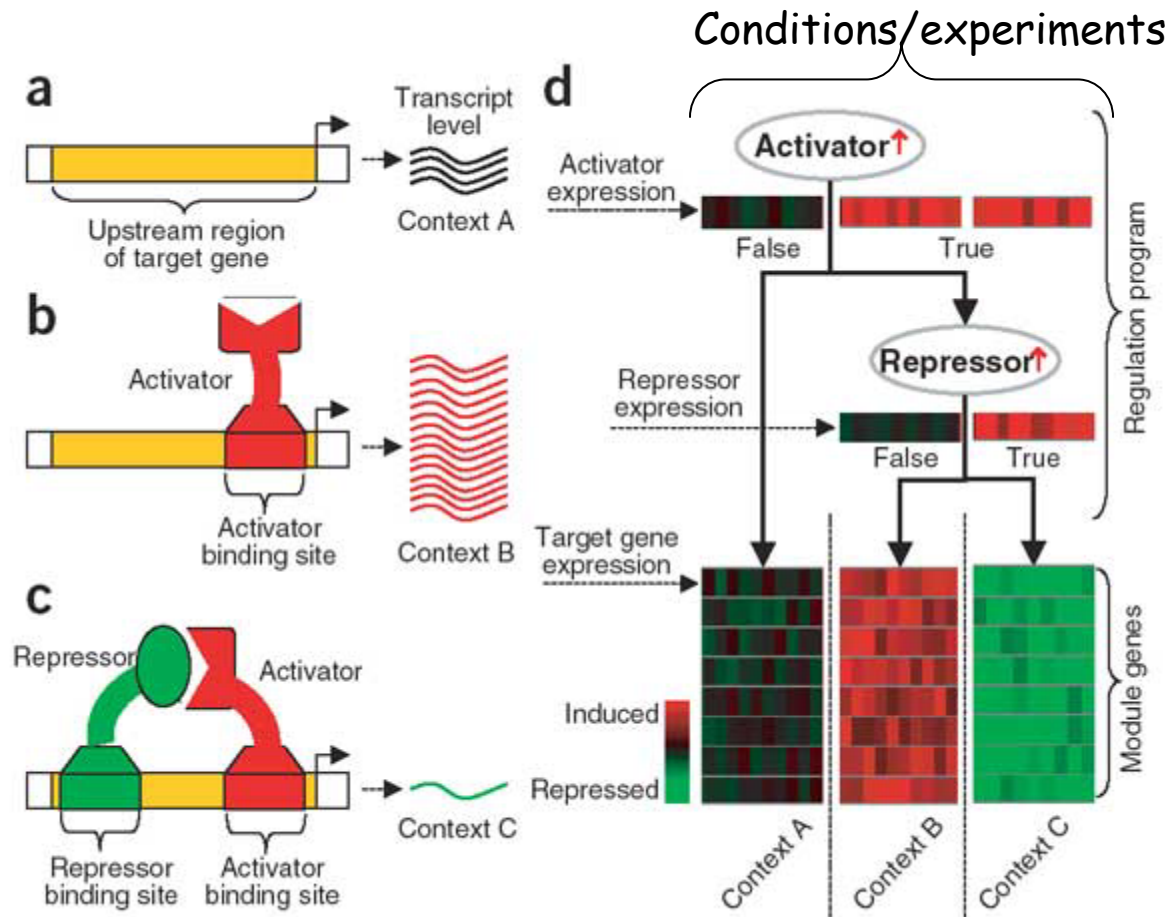 Conditions/experiments
a
Transcript
level
Context A
Upstream region
of target gene
b
Activator
Activator
binding site
Context B
c
Repressor
Activator
Repressor
binding site
Activator
binding site
Context C
d
Activator↑
Activator
expression
False
True
Repressor↑
Repressor
expression
False
True
Regulation program
Target gene
expression
Induced
Repressed
Module genes
Context A
Context B
Context C